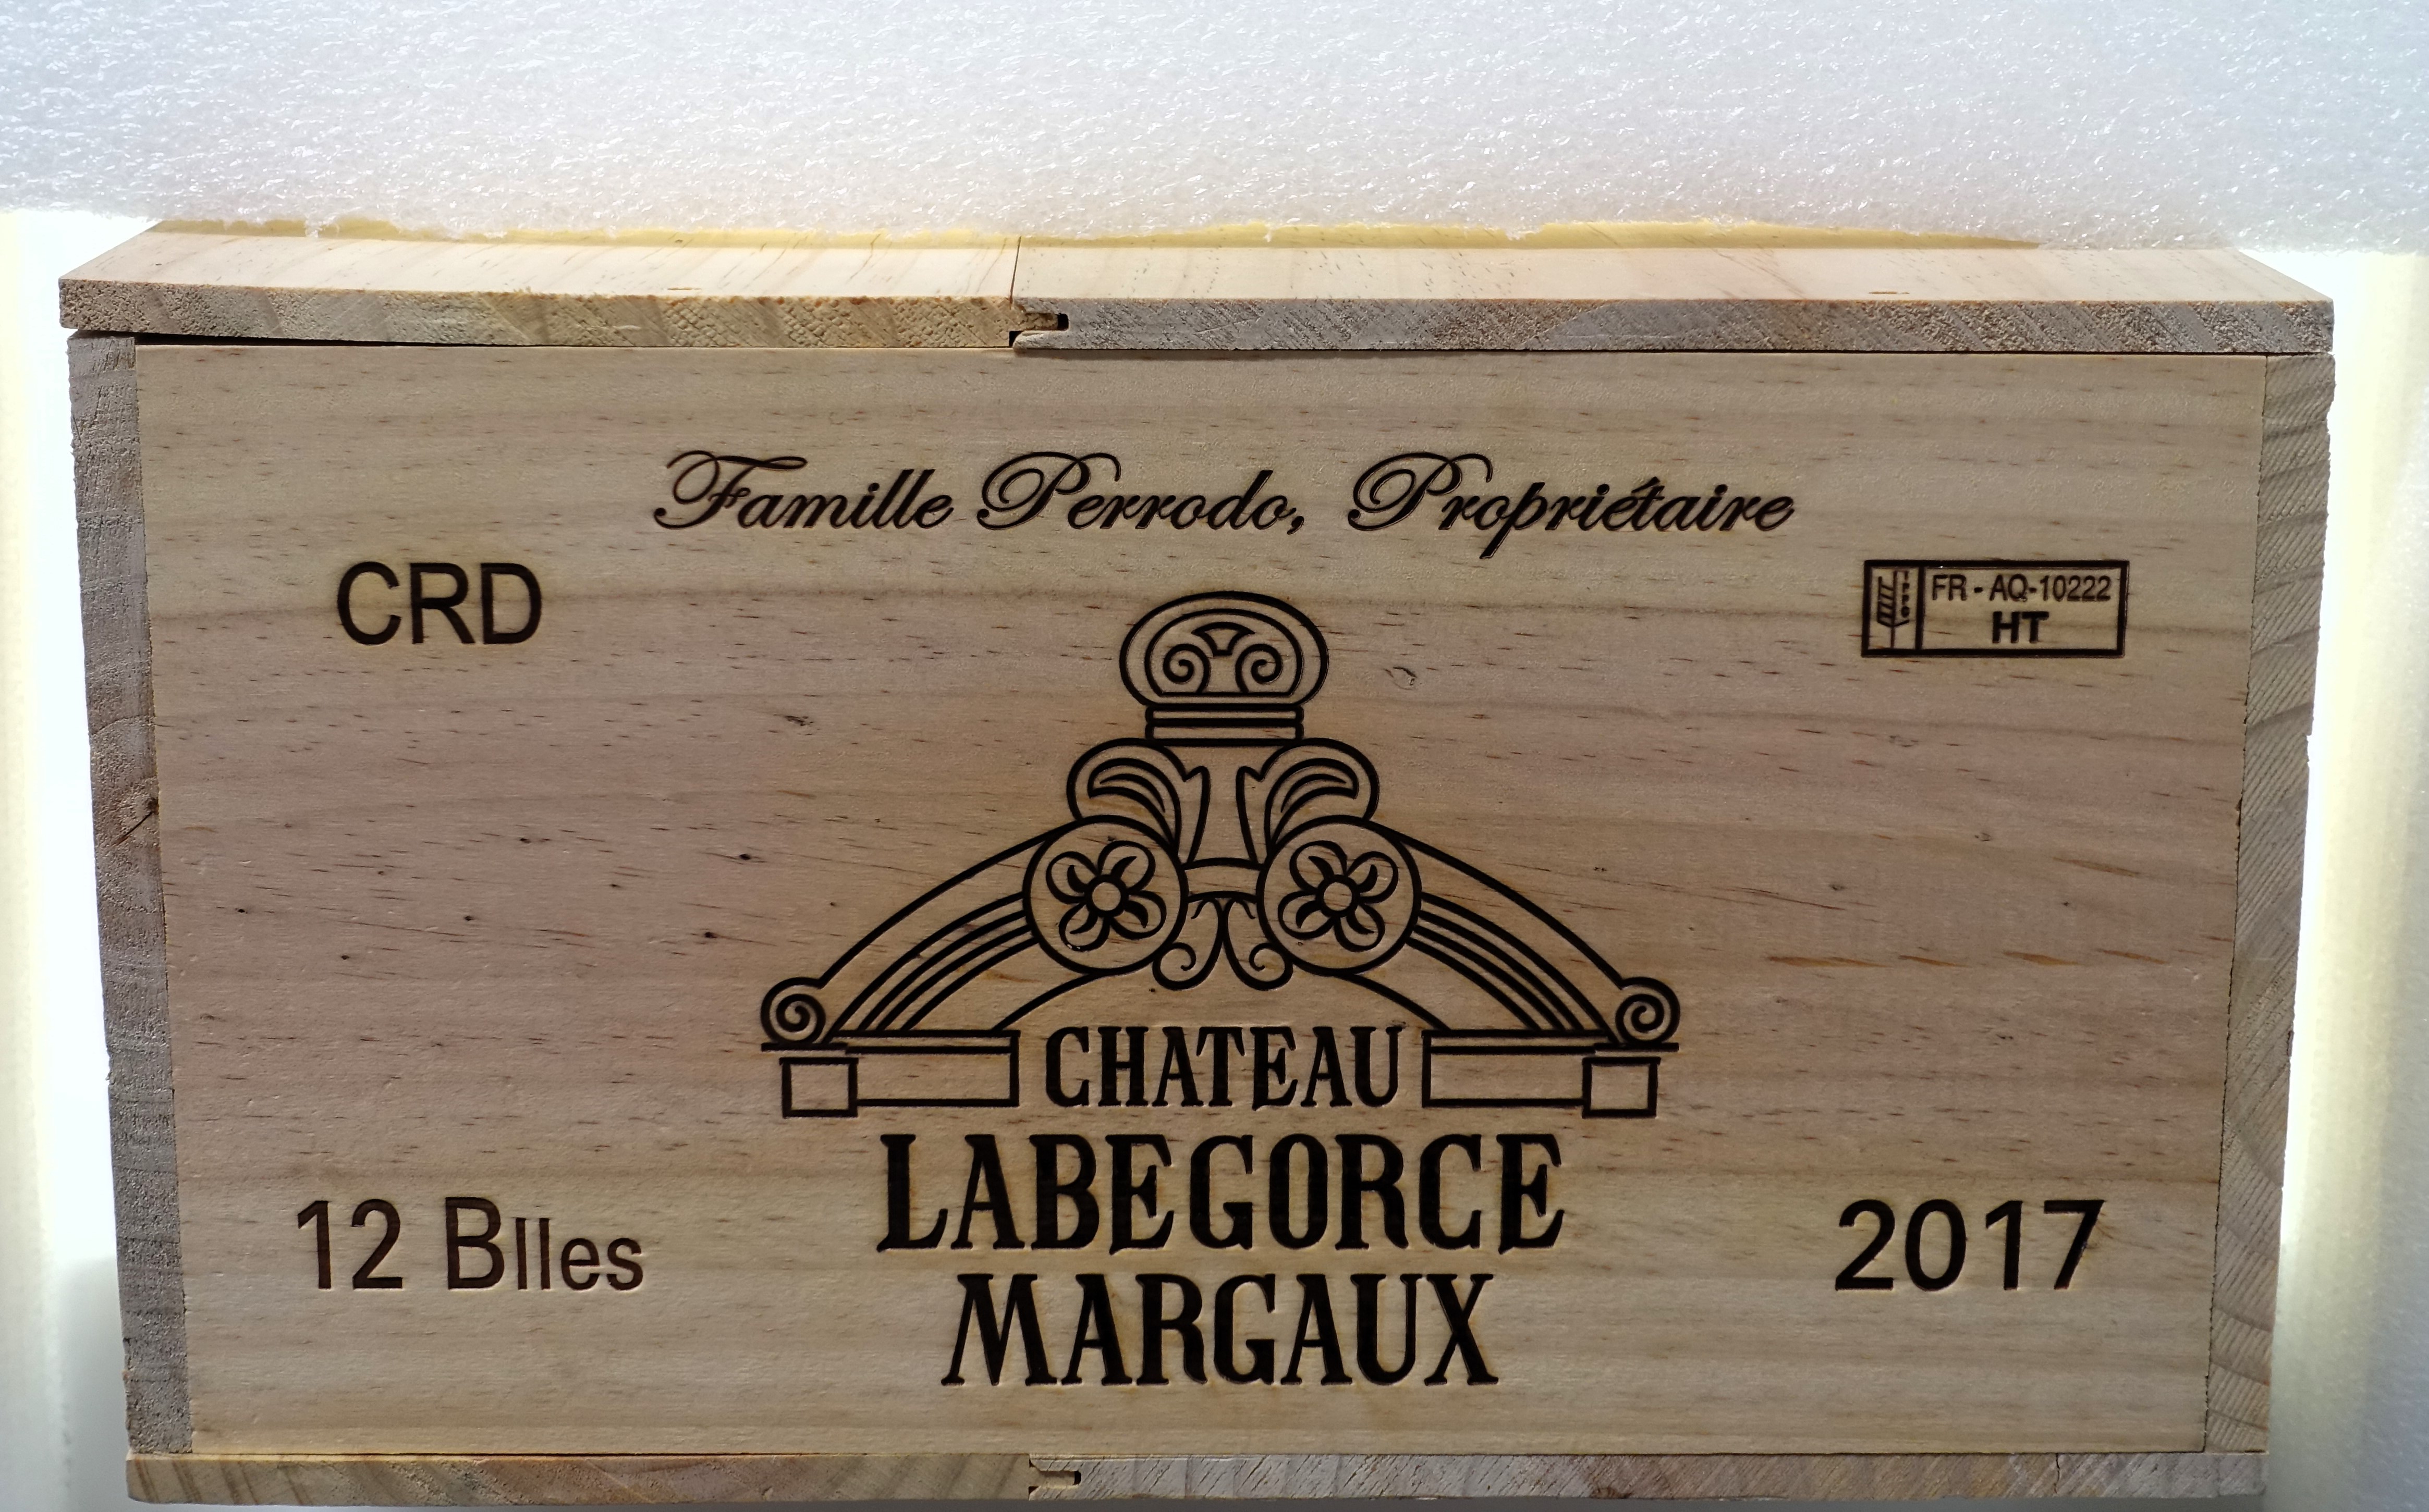 Famille Perrodo, Propriétaire
CRD
FR - AQ-10222
HT
CHATEAU
LABEGORCE
MARGAUX
12 Blles
2017